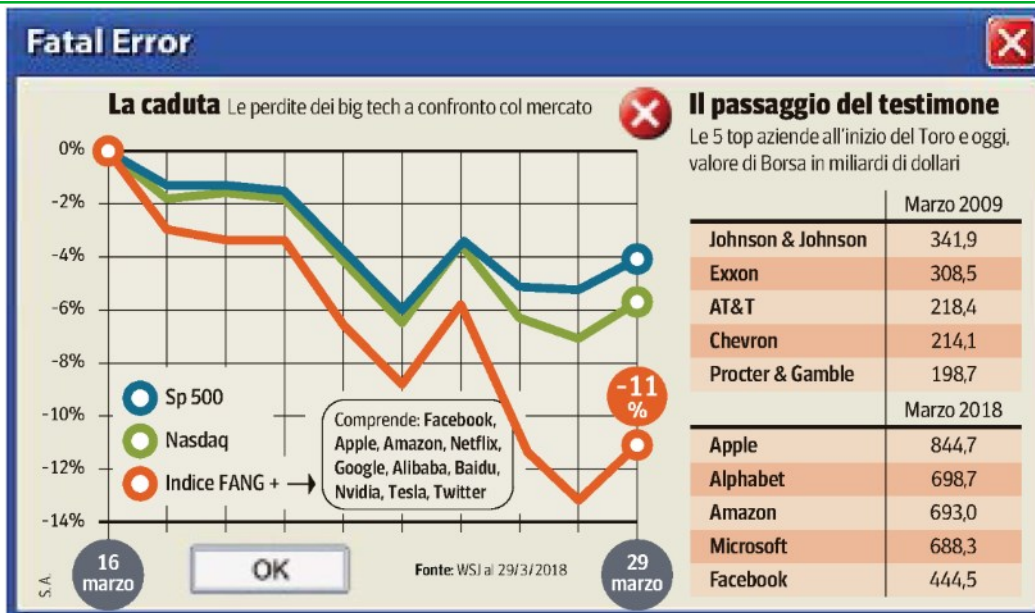 Fatal Error
La caduta Le perdite dei big tech a confronto col mercato
0%
-2%
-4%
-6%
-8%
-10%
-12%
-14%
Sp 500
Nasdaq
Indice FANG +
Comprende: Facebook,
Apple, Amazon, Netflix,
Google, Alibaba, Baidu,
Nvidia, Tesla, Twitter
-11
%
16
marzo
29
marzo
OK
Fonte: WSJ al 29/3/2018
S.A.
Il passaggio del testimone
Le 5 top aziende all'inizio del Toro e oggi,
valore di Borsa in miliardi di dollari
Marzo 2009
Johnson & Johnson 341,9
Exxon 308,5
AT&T 218,4
Chevron 214,1
Procter & Gamble 198,7
Marzo 2018
Apple 844,7
Alphabet 698,7
Amazon 693,0
Microsoft 688,3
Facebook 444,5